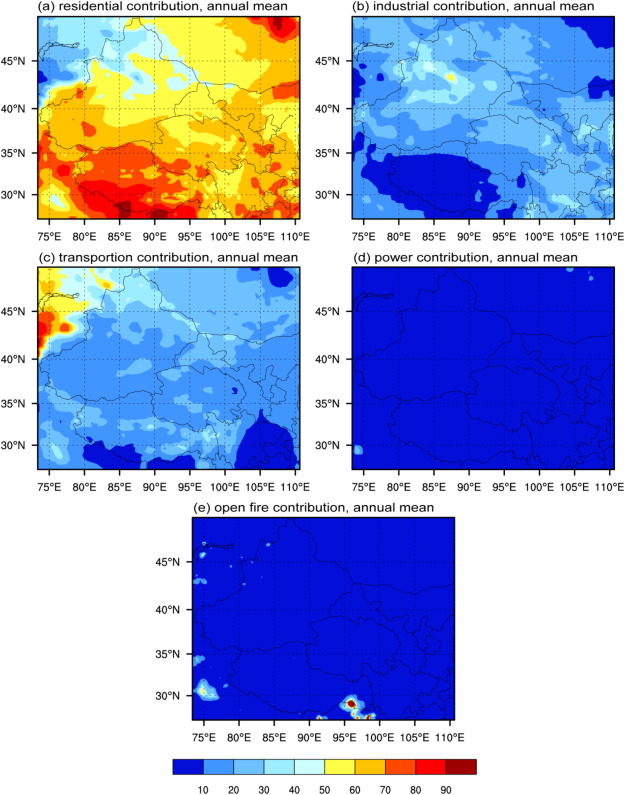 (a) residential contribution, annual mean
(b) industrial contribution, annual mean
45°N
40°N
35°N
30°N
75°E 80°E 85°E 90°E 95°E 100°E 105°E 110°E
45°N
40°N
35°N
30°N
75°E 80°E 85°E 90°E 95°E 100°E 105°E 110°E
(c) transportion contribution, annual mean
(d) power contribution, annual mean
45°N
40°N
35°N
30°N
75°E 80°E 85°E 90°E 95°E 100°E 105°E 110°E
45°N
40°N
35°N
30°N
75°E 80°E 85°E 90°E 95°E 100°E 105°E 110°E
(e) open fire contribution, annual mean
45°N
40°N
35°N
30°N
75°E 80°E 85°E 90°E 95°E 100°E 105°E 110°E
10 20 30 40 50 60 70 80 90